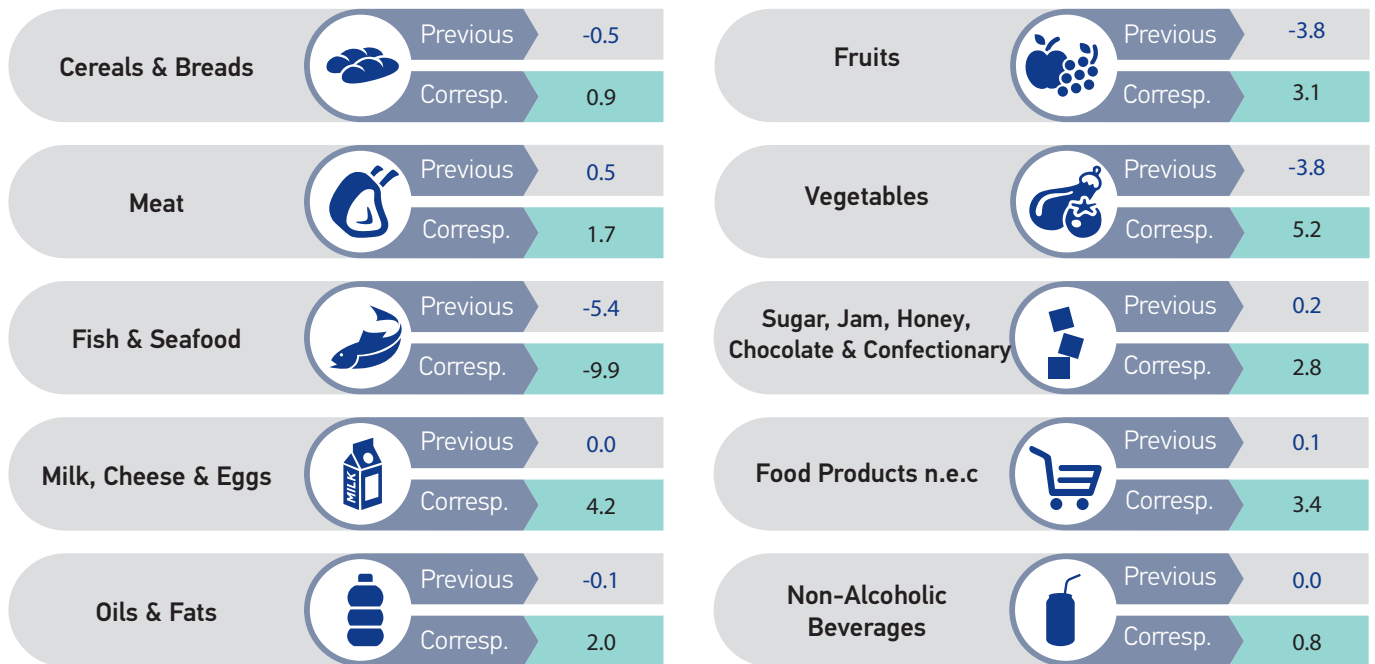 Cereals & Breads
Previous -0.5
Corresp. 0.9
Meat
Previous 0.5
Corresp. 1.7
Fish & Seafood
Previous -5.4
Corresp. -9.9
Milk, Cheese & Eggs
MILK
Previous 0.0
Corresp. 4.2
Oils & Fats
Previous -0.1
Corresp. 2.0
Fruits
Previous -3.8
Corresp. 3.1
Vegetables
Previous -3.8
Corresp. 5.2
Sugar, Jam, Honey,
Chocolate & Confectionary
Previous 0.2
Corresp. 2.8
Food Products n.e.c
Previous 0.1
Corresp. 3.4
Non-Alcoholic
Beverages
Previous 0.0
Corresp. 0.8